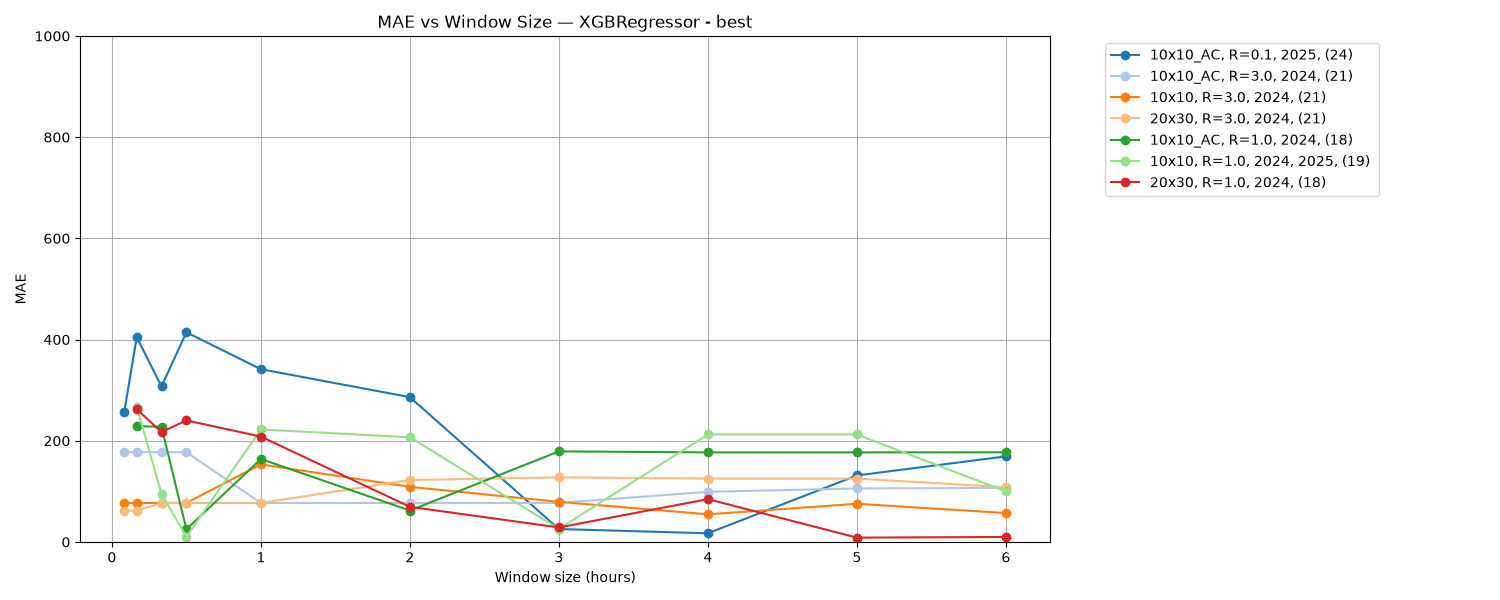 MAE vs Window Size — XGBRegressor - best
1000
800
600
400
200
0
MAE
0 1 2 3 4 5 6
Window size (hours)
10x10_AC, R=0.1, 2025, (24)
10x10_AC, R=3.0, 2024, (21)
10x10, R=3.0, 2024, (21)
20x30, R=3.0, 2024, (21)
10x10_AC, R=1.0, 2024, (18)
10x10, R=1.0, 2024, 2025, (19)
20x30, R=1.0, 2024, (18)